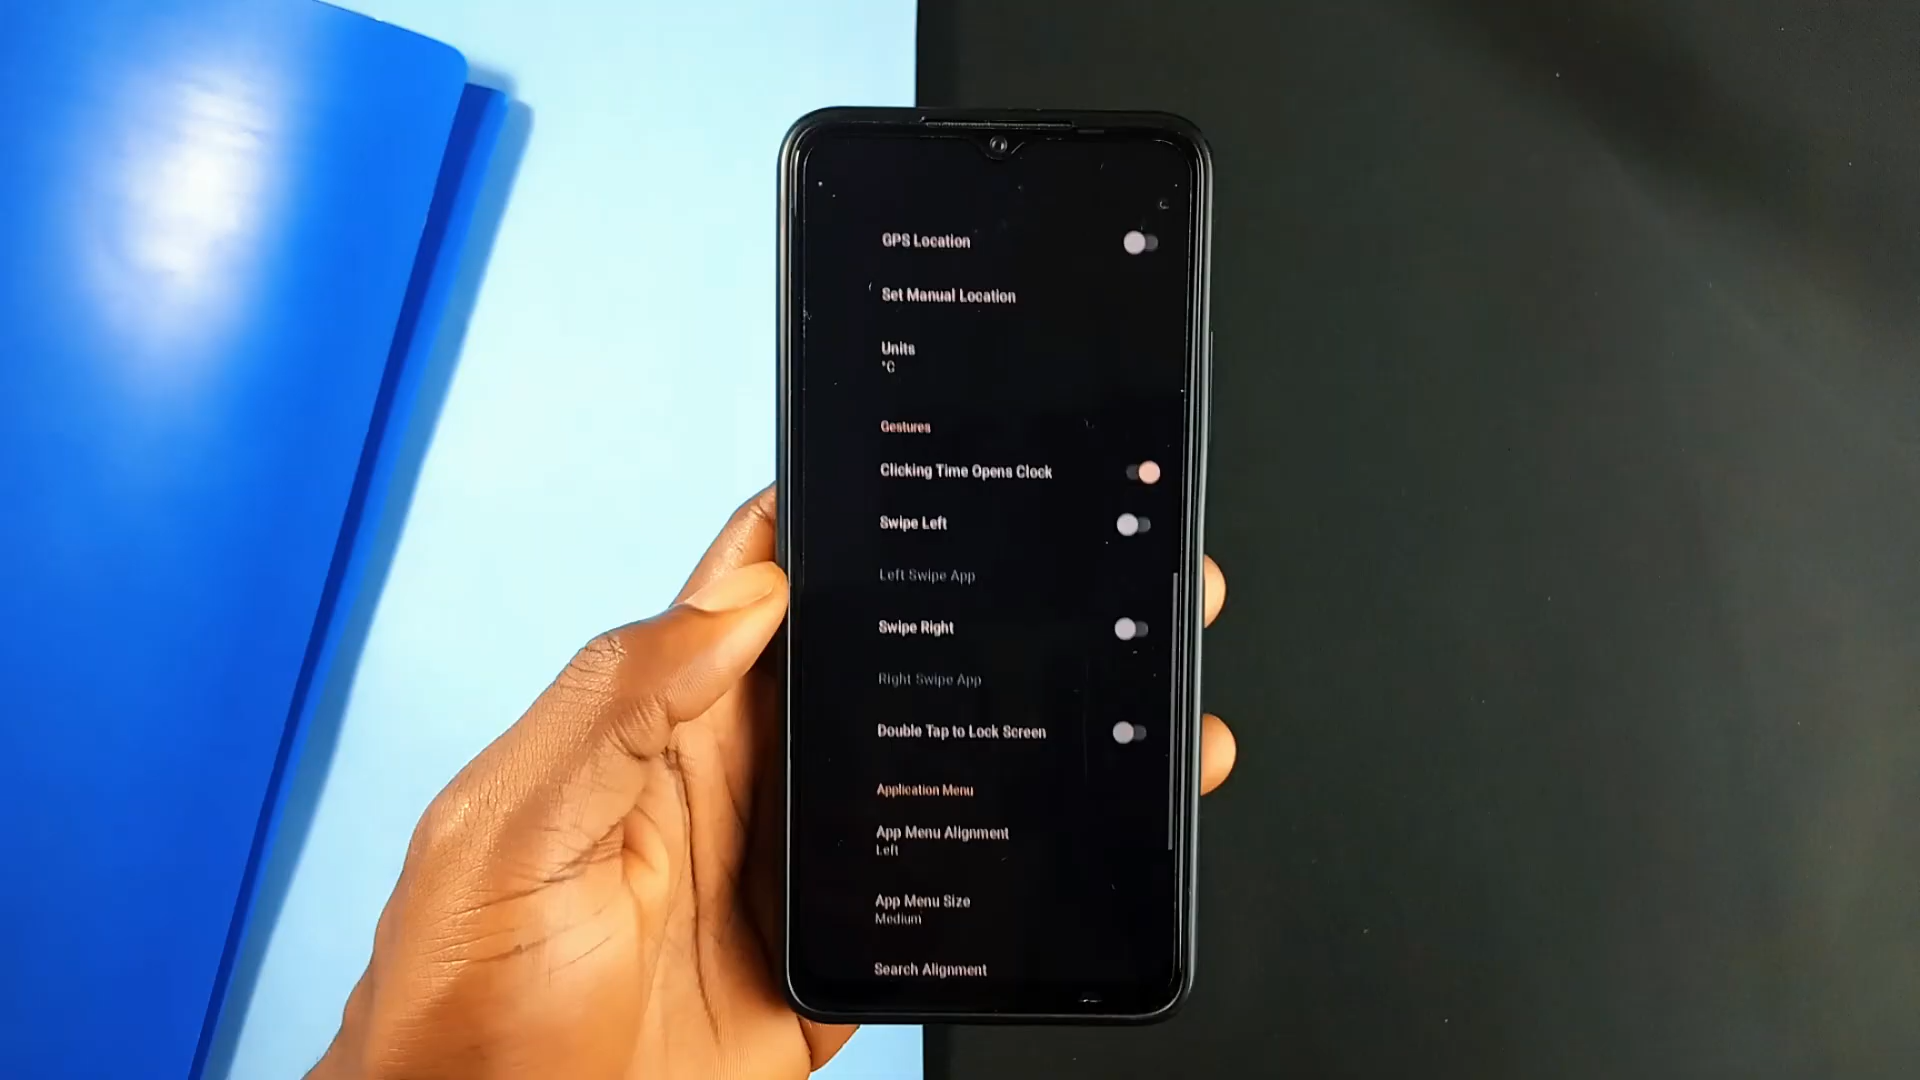 GPS Location
Set Manual Location
Units
°C
Gestures
Clicking Time Opens Clock
Swipe Left
Left Swipe App
Swipe Right
Right Swipe App
Double Tap to Lock Screen
Application Menu
App Menu Alignment
Left
App Menu Size
Medium
Search Alignment